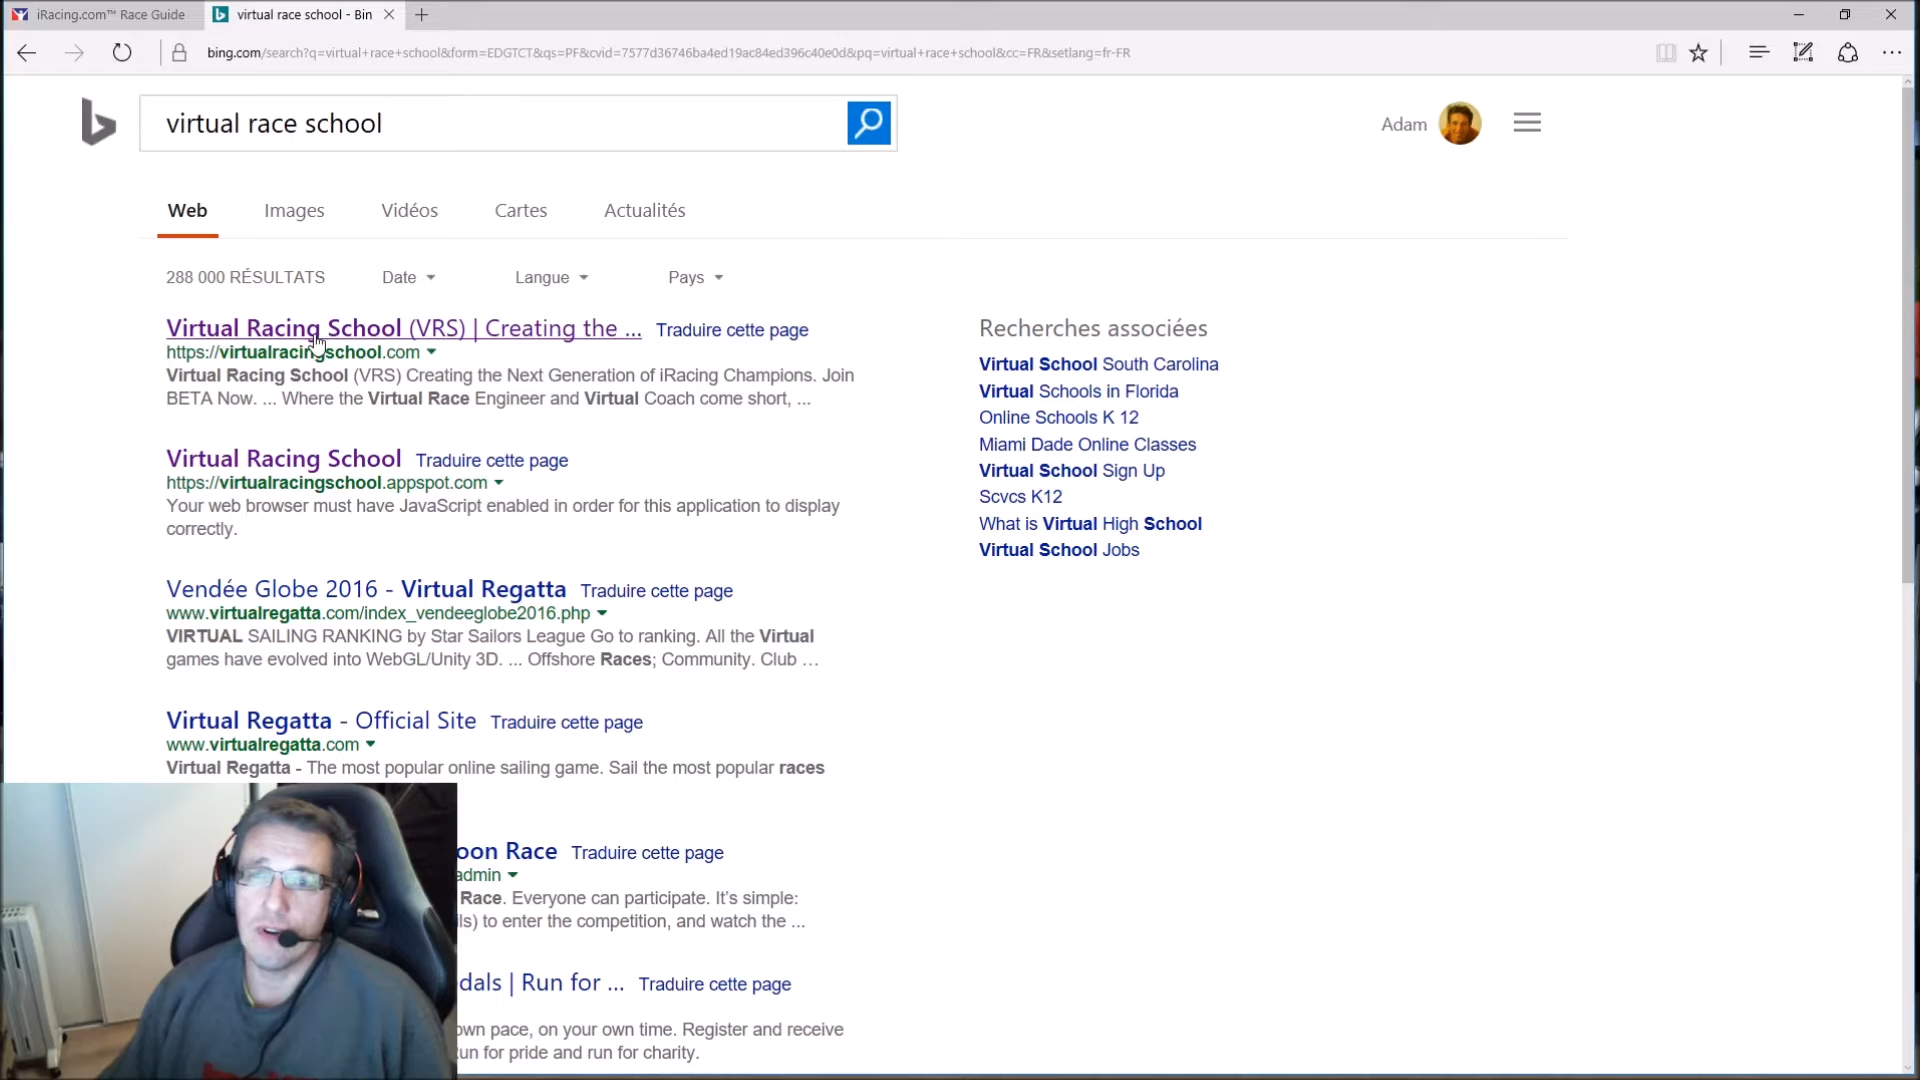 iRacing.com™ Race Guide
virtual race school - Bin
bing.com/search?q=virtual+race+school&form=EDGTCT&qs=PF&cvid=7577d36746ba4ed19ac84ed396c40e0d&pq=virtual+race+school&cc=FR&setlang=fr-FR
virtual race school
Adam
Web Images Vidéos Cartes Actualités
288 000 RÉSULTATS Date Langue Pays
Virtual Racing School (VRS) | Creating the ... Traduire cette page
https://virtualracingschool.com
Virtual Racing School (VRS) Creating the Next Generation of iRacing Champions. Join
BETA Now. ... Where the Virtual Race Engineer and Virtual Coach come short, ...
Virtual Racing School Traduire cette page
https://virtualracingschool.appspot.com
Your web browser must have JavaScript enabled in order for this application to display
correctly.
Vendée Globe 2016 - Virtual Regatta Traduire cette page
www.virtualregatta.com/index_vendeeglobe2016.php
VIRTUAL SAILING RANKING by Star Sailors League Go to ranking. All the Virtual
games have evolved into WebGL/Unity 3D. ... Offshore Races; Community. Club ...
Virtual Regatta - Official Site Traduire cette page
www.virtualregatta.com
Virtual Regatta - The most popular online sailing game. Sail the most popular races
oon Race Traduire cette page
admin
Race. Everyone can participate. It's simple:
ils) to enter the competition, and watch the ...
edals | Run for ... Traduire cette page
own pace, on your own time. Register and receive
Run for pride and run for charity.
Recherches associées
Virtual School South Carolina
Virtual Schools in Florida
Online Schools K 12
Miami Dade Online Classes
Virtual School Sign Up
Scvcs K12
What is Virtual High School
Virtual School Jobs